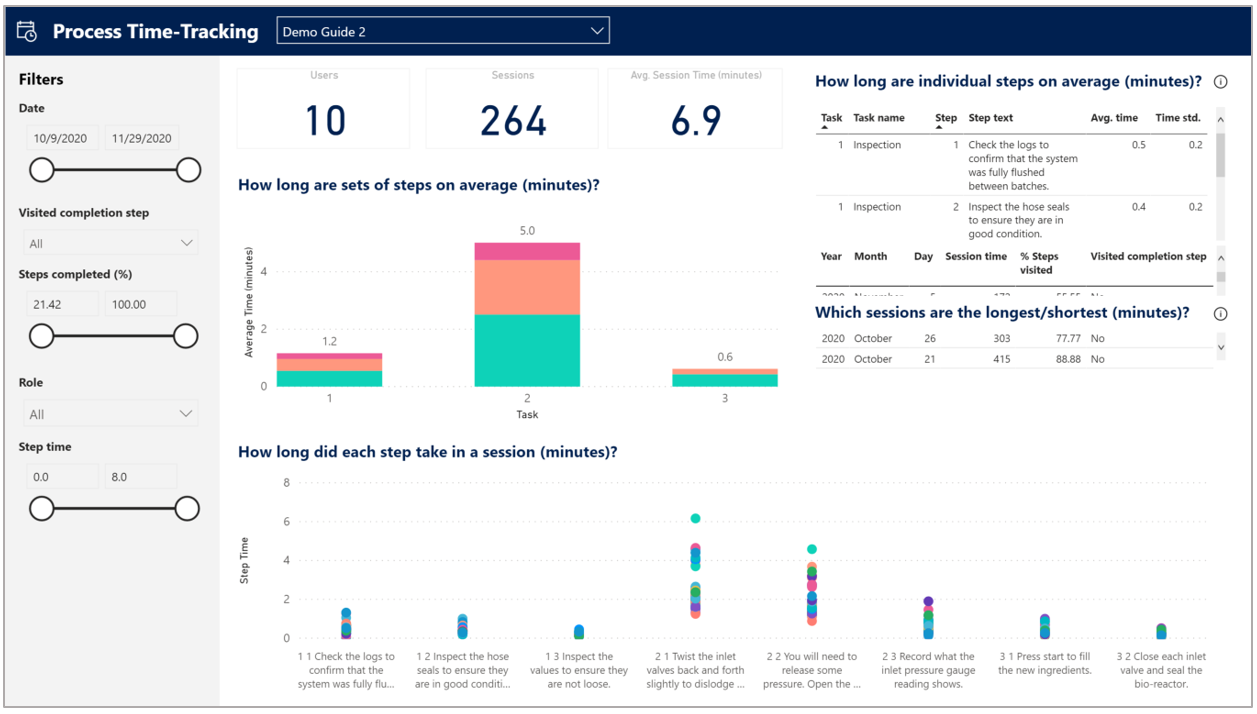 Process Time-Tracking
Demo Guide 2
Filters
Date
10/9/2020 11/29/2020
Visited completion step
All
Steps completed (%)
21.42 100.00
Role
All
Step time
0.0 8.0
Users
10
Sessions
264
Avg. Session Time (minutes)
6.9
How long are sets of steps on average (minutes)?
5.0
4
1.2
2
0.6
0
1 2 3
Average Time (minutes)
Task
How long are individual steps on average (minutes)?
Task Task name Step Step text Avg. time Time std.
1 Inspection 1 Check the logs to 0.5 0.2
confirm that the system
was fully flushed
between batches.
1 Inspection 2 Inspect the hose seals 0.4 0.2
to ensure they are in
good condition.
Year Month Day Session time % Steps Visited completion step
visited
Which sessions are the longest/shortest (minutes)?
2020 October 26 303 77.77 No
2020 October 21 415 88.88 No
How long did each step take in a session (minutes)?
8
6
4
2
0
Step Time
1 1 Check the logs to
confirm that the
system was fully flu...
1 2 Inspect the hose
seals to ensure they
are in good conditi...
1 3 Inspect the
values to ensure they
are not loose.
2 1 Twist the inlet
valves back and forth
slightly to dislodge ...
2 2 You will need to
release some
pressure. Open the ...
2 3 Record what the
inlet pressure gauge
reading shows.
3 1 Press start to fill
the new ingredients.
3 2 Close each inlet
valve and seal the
bio-reactor.